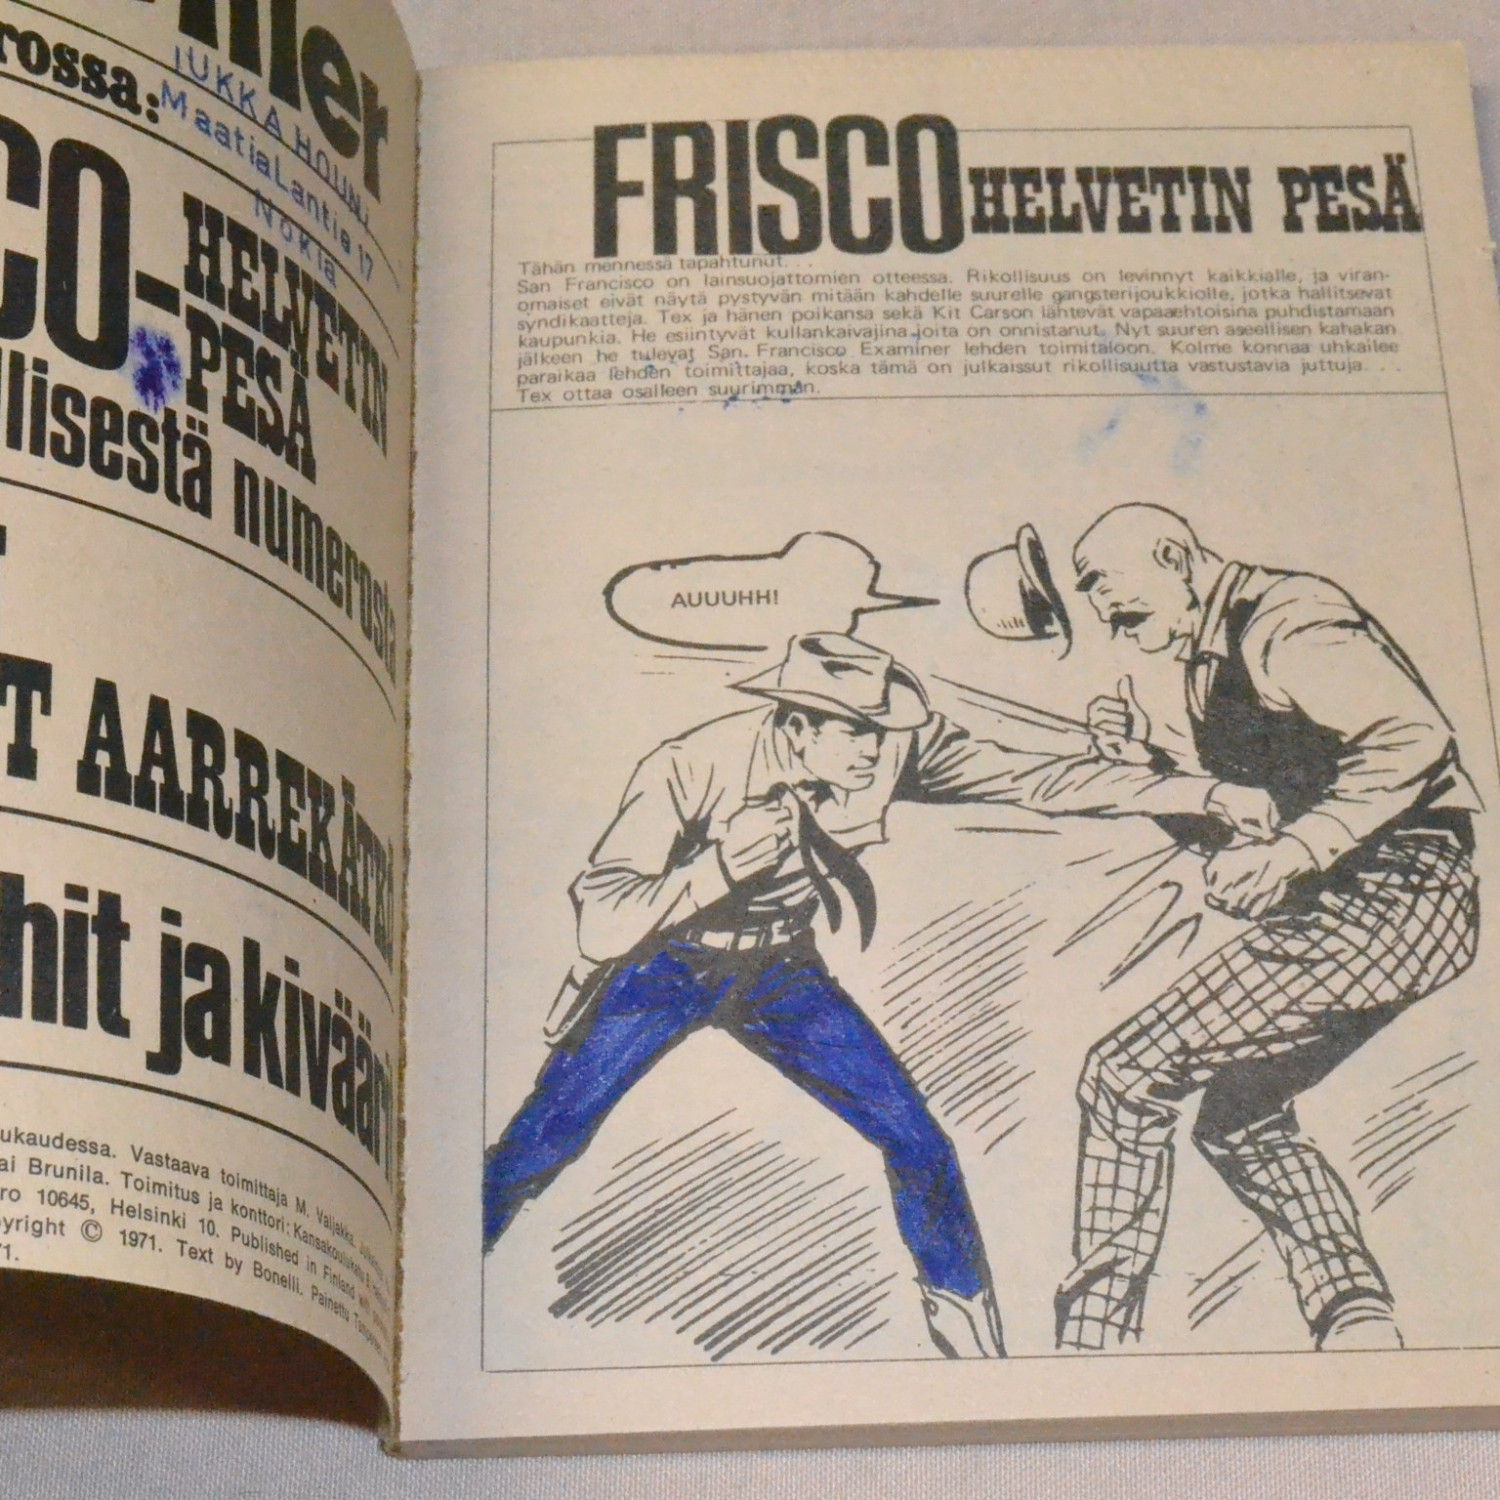 ller
rossa:
JUKKA HOUNI
MaatiaLantie 17
Nokia
CO-HELVETIN
PESÄ
llisestä numerosta
T AARREKÄTKÖ
hit ja kivääri
ukaudessa. Vastaava toimittaja M. Valjakka.
ai Brunila. Toimitus ja konttori: Kansakoulukatu
ro 10645, Helsinki 10. Published in Finland
pyright © 1971. Text by Bonelli. Painettu
71.
FRISCO HELVETIN PESÄ
Tähän mennessä tapahtunut. . .
San Francisco on lainsuojattomien otteessa. Rikollisuus on levinnyt kaikkialle, ja viran-
omaiset eivät näytä pystyvän mitään kahdelle suurelle gangsterijoukkiolle, jotka hallitsevat
syndikaatteja. Tex ja hänen poikansa sekä Kit Carson lähtevät vapaaehtoisina puhdistamaan
kaupunkia. He esiintyvät kullankaivajina joita on onnistanut. Nyt suuren aseellisen kahakan
jälkeen he tulevat San. Francisco Examiner lehden toimitaloon. Kolme konnaa uhkailee
paraikaa lehden toimittajaa, koska tämä on julkaissut rikollisuutta vastustavia juttuja. . .
Tex ottaa osalleen suurimman.
AUUUHH!